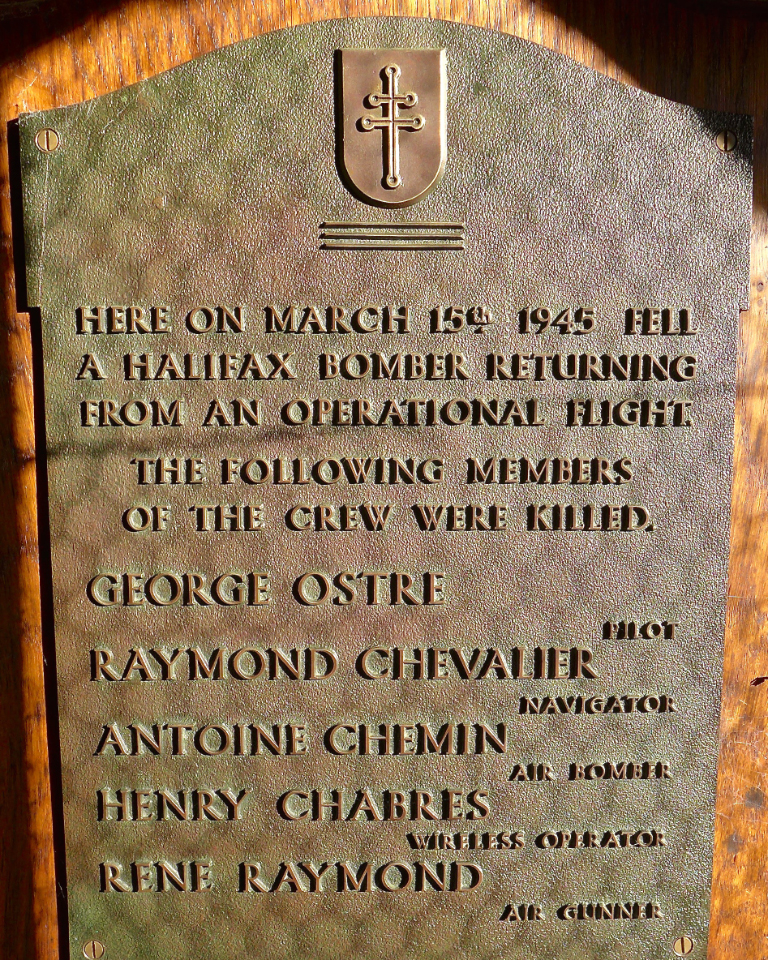 HERE ON MARCH 15th 1945 FELL
A HALIFAX BOMBER RETURNING
FROM AN OPERATIONAL FLIGHT.
THE FOLLOWING MEMBERS
OF THE CREW WERE KILLED.
GEORGE OSTRE
PILOT
RAYMOND CHEVALIER
NAVIGATOR
ANTOINE CHEMIN
AIR BOMBER
HENRY CHABRES
WIRELESS OPERATOR
RENE RAYMOND
AIR GUNNER